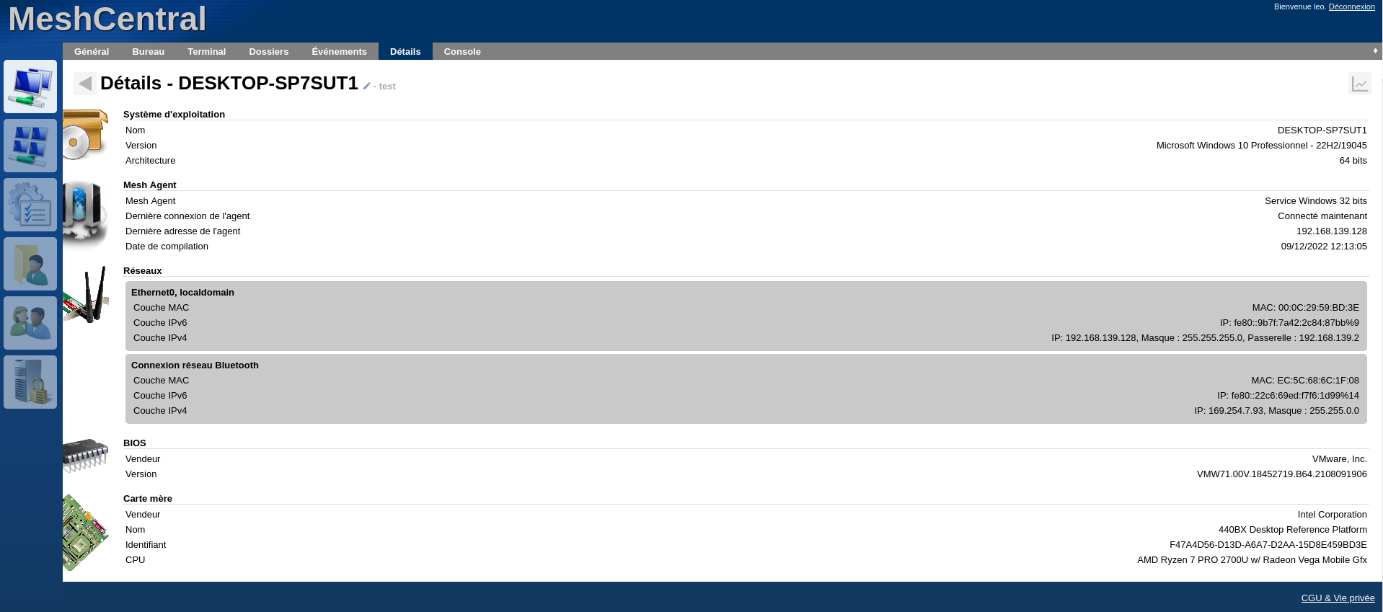 MeshCentral
Bienvenue leo. Déconnexion
Général Bureau Terminal Dossiers Événements Détails Console
Détails - DESKTOP-SP7SUT1 - test
Système d'exploitation
Nom DESKTOP-SP7SUT1
Version Microsoft Windows 10 Professionnel - 22H2/19045
Architecture 64 bits
Mesh Agent
Mesh Agent Service Windows 32 bits
Dernière connexion de l'agent Connecté maintenant
Dernière adresse de l'agent 192.168.139.128
Date de compilation 09/12/2022 12:13:05
Réseaux
Ethernet0, localdomain
Couche MAC MAC: 00:0C:29:59:BD:3E
Couche IPv6 IP: fe80::9b7f:7a42:2c84:87bb%9
Couche IPv4 IP: 192.168.139.128, Masque : 255.255.255.0, Passerelle : 192.168.139.2
Connexion réseau Bluetooth
Couche MAC MAC: EC:5C:68:6C:1F:08
Couche IPv6 IP: fe80::22c6:69ed:f7f6:1d99%14
Couche IPv4 IP: 169.254.7.93, Masque : 255.255.0.0
BIOS
Vendeur VMware, Inc.
Version VMW71.00V.18452719.B64.2108091906
Carte mère
Vendeur Intel Corporation
Nom 440BX Desktop Reference Platform
Identifiant F47A4D56-D13D-A6A7-D2AA-15D8E459BD3E
CPU AMD Ryzen 7 PRO 2700U w/ Radeon Vega Mobile Gfx
CGU & Vie privée